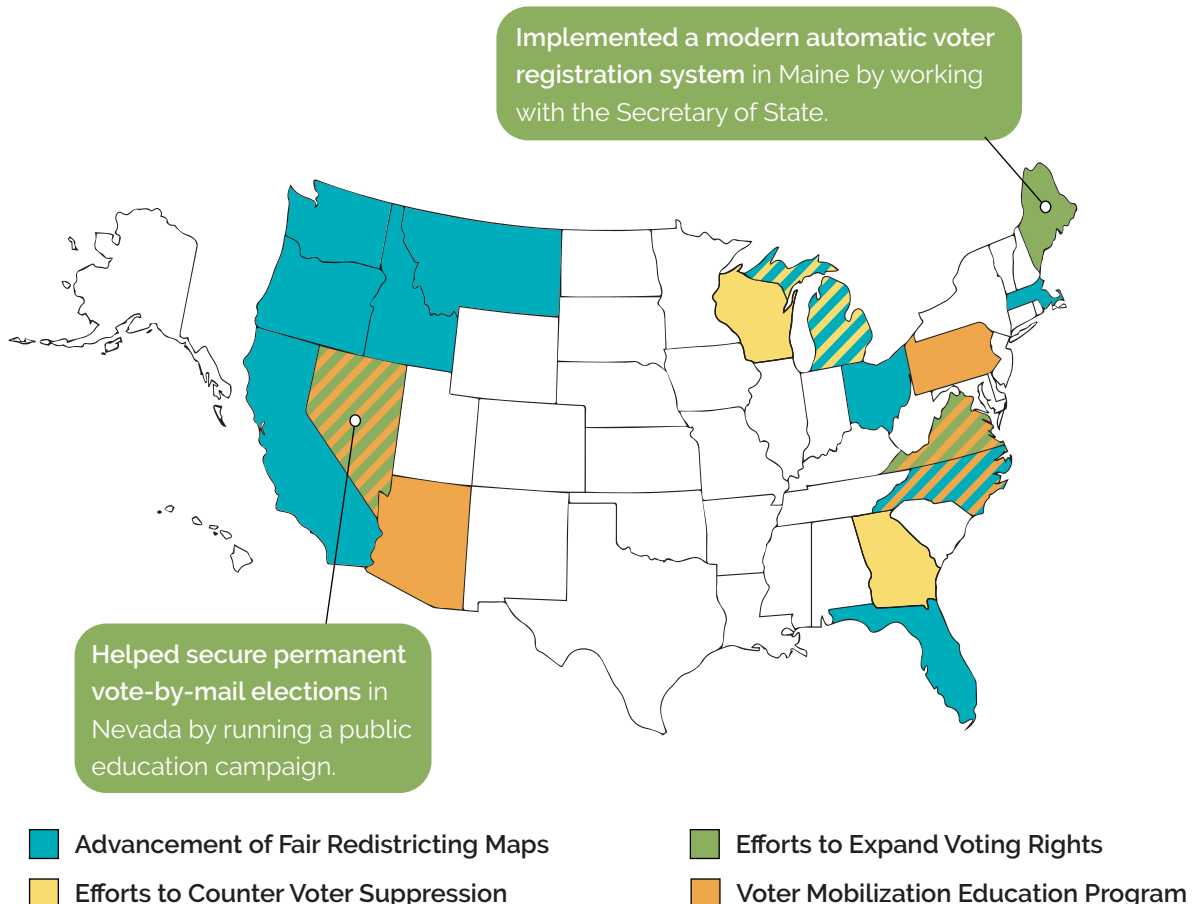 Implemented a modern automatic voter
registration system in Maine by working
with the Secretary of State.
Helped secure permanent
vote-by-mail elections in
Nevada by running a public
education campaign.
Advancement of Fair Redistricting Maps
Efforts to Expand Voting Rights
Efforts to Counter Voter Suppression
Voter Mobilization Education Program